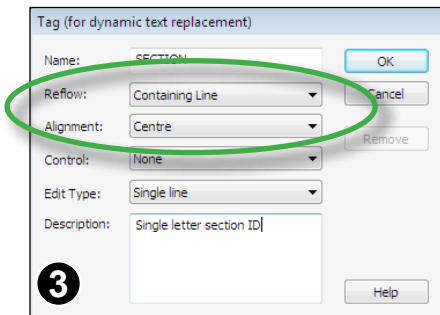 Tag (for dynamic text replacement)
Name: SECTION OK
Reflow: Containing Line Cancel
Alignment: Centre
Remove
Control: None
Edit Type: Single line
Description: Single letter section ID
3
Help